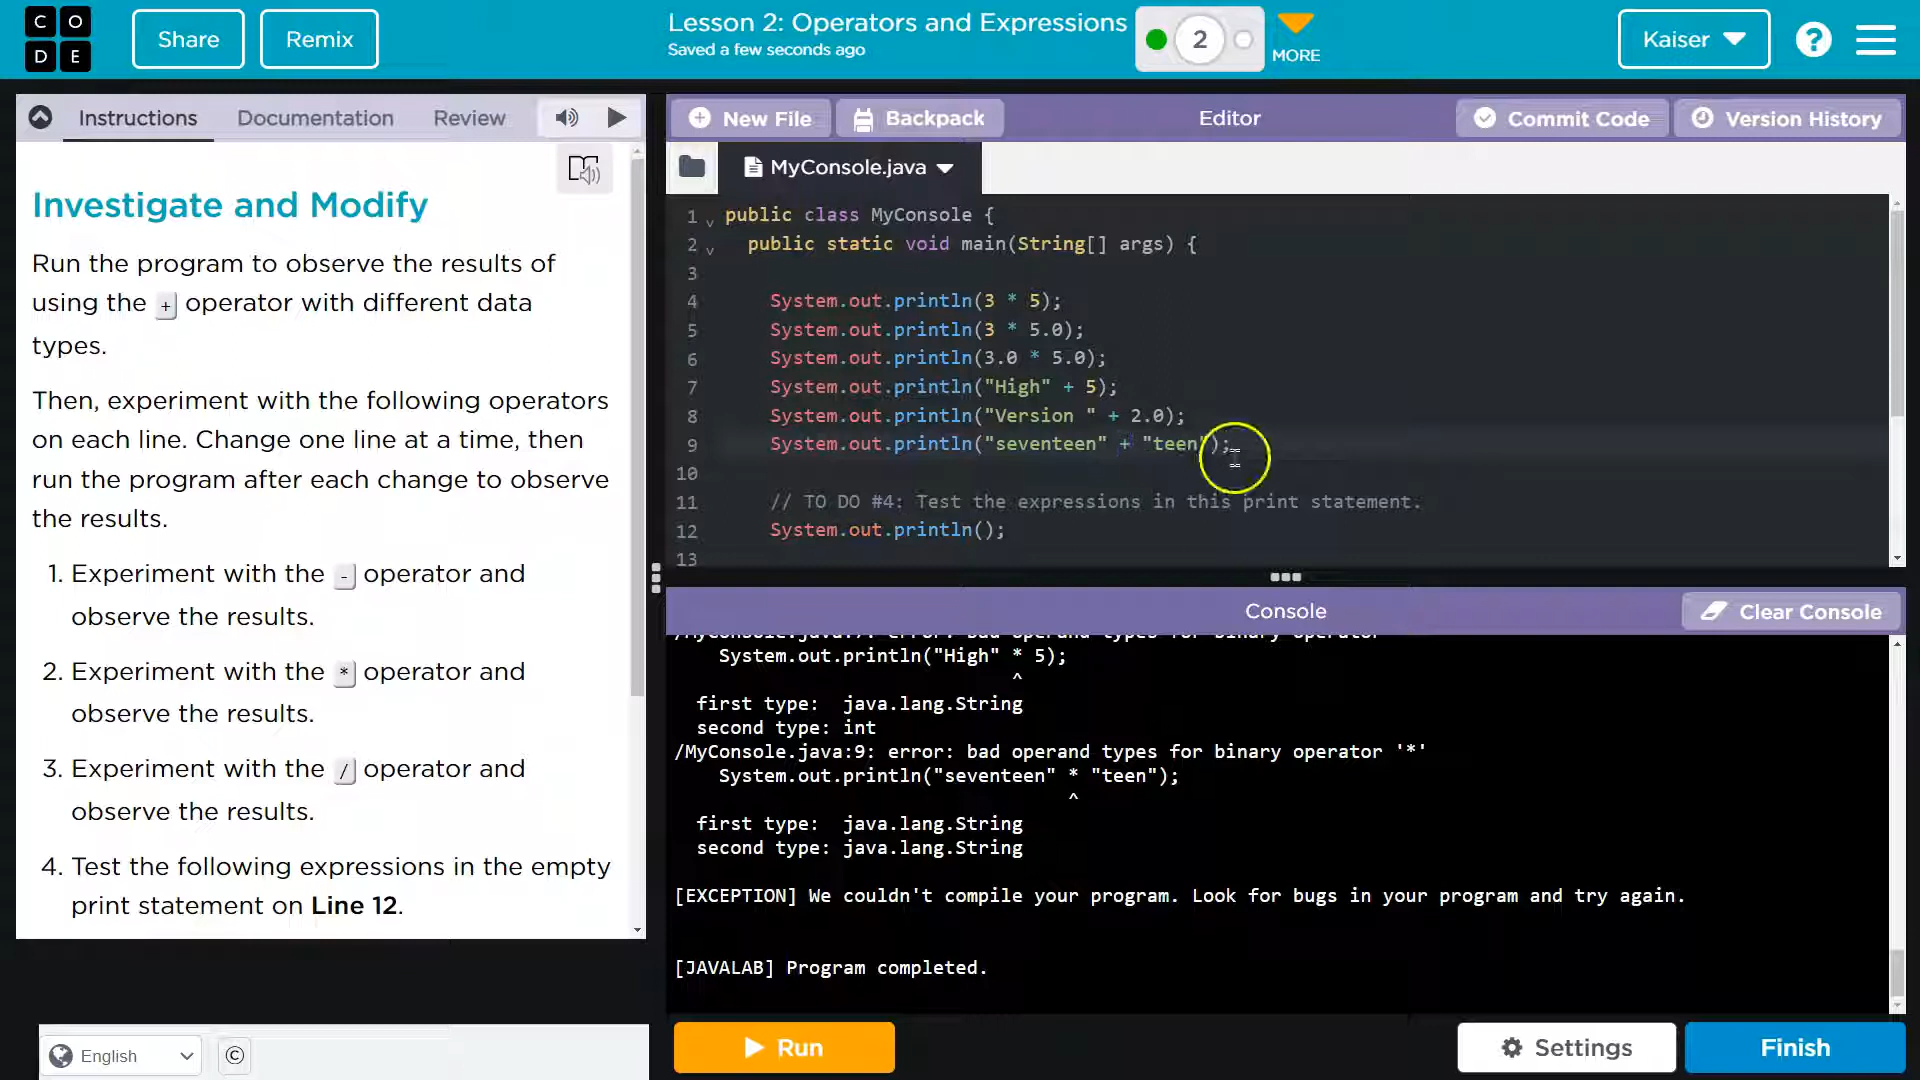 C O
D E
Share
Remix
Lesson 2: Operators and Expressions
Saved a few seconds ago
2
MORE
Kaiser
?
Instructions
Documentation
Review
Investigate and Modify
Run the program to observe the results of
using the + operator with different data
types.
Then, experiment with the following operators
on each line. Change one line at a time, then
run the program after each change to observe
the results.
1. Experiment with the - operator and
observe the results.
2. Experiment with the * operator and
observe the results.
3. Experiment with the / operator and
observe the results.
4. Test the following expressions in the empty
print statement on Line 12.
English
©
New File
Backpack
Editor
Commit Code
Version History
MyConsole.java
1 public class MyConsole {
2 public static void main(String[] args) {
3
4 System.out.println(3 * 5);
5 System.out.println(3 * 5.0);
6 System.out.println(3.0 * 5.0);
7 System.out.println("High" + 5);
8 System.out.println("Version " + 2.0);
9 System.out.println("seventeen" + "teen");
10
11 // TO DO #4: Test the expressions in this print statement.
12 System.out.println();
13
Console
Clear Console
/MyConsole.java:7: error: bad operand types for binary operator
System.out.println("High" * 5);
^
first type: java.lang.String
second type: int
/MyConsole.java:9: error: bad operand types for binary operator '*'
System.out.println("seventeen" * "teen");
^
first type: java.lang.String
second type: java.lang.String
[EXCEPTION] We couldn't compile your program. Look for bugs in your program and try again.
[JAVALAB] Program completed.
Run
Settings
Finish